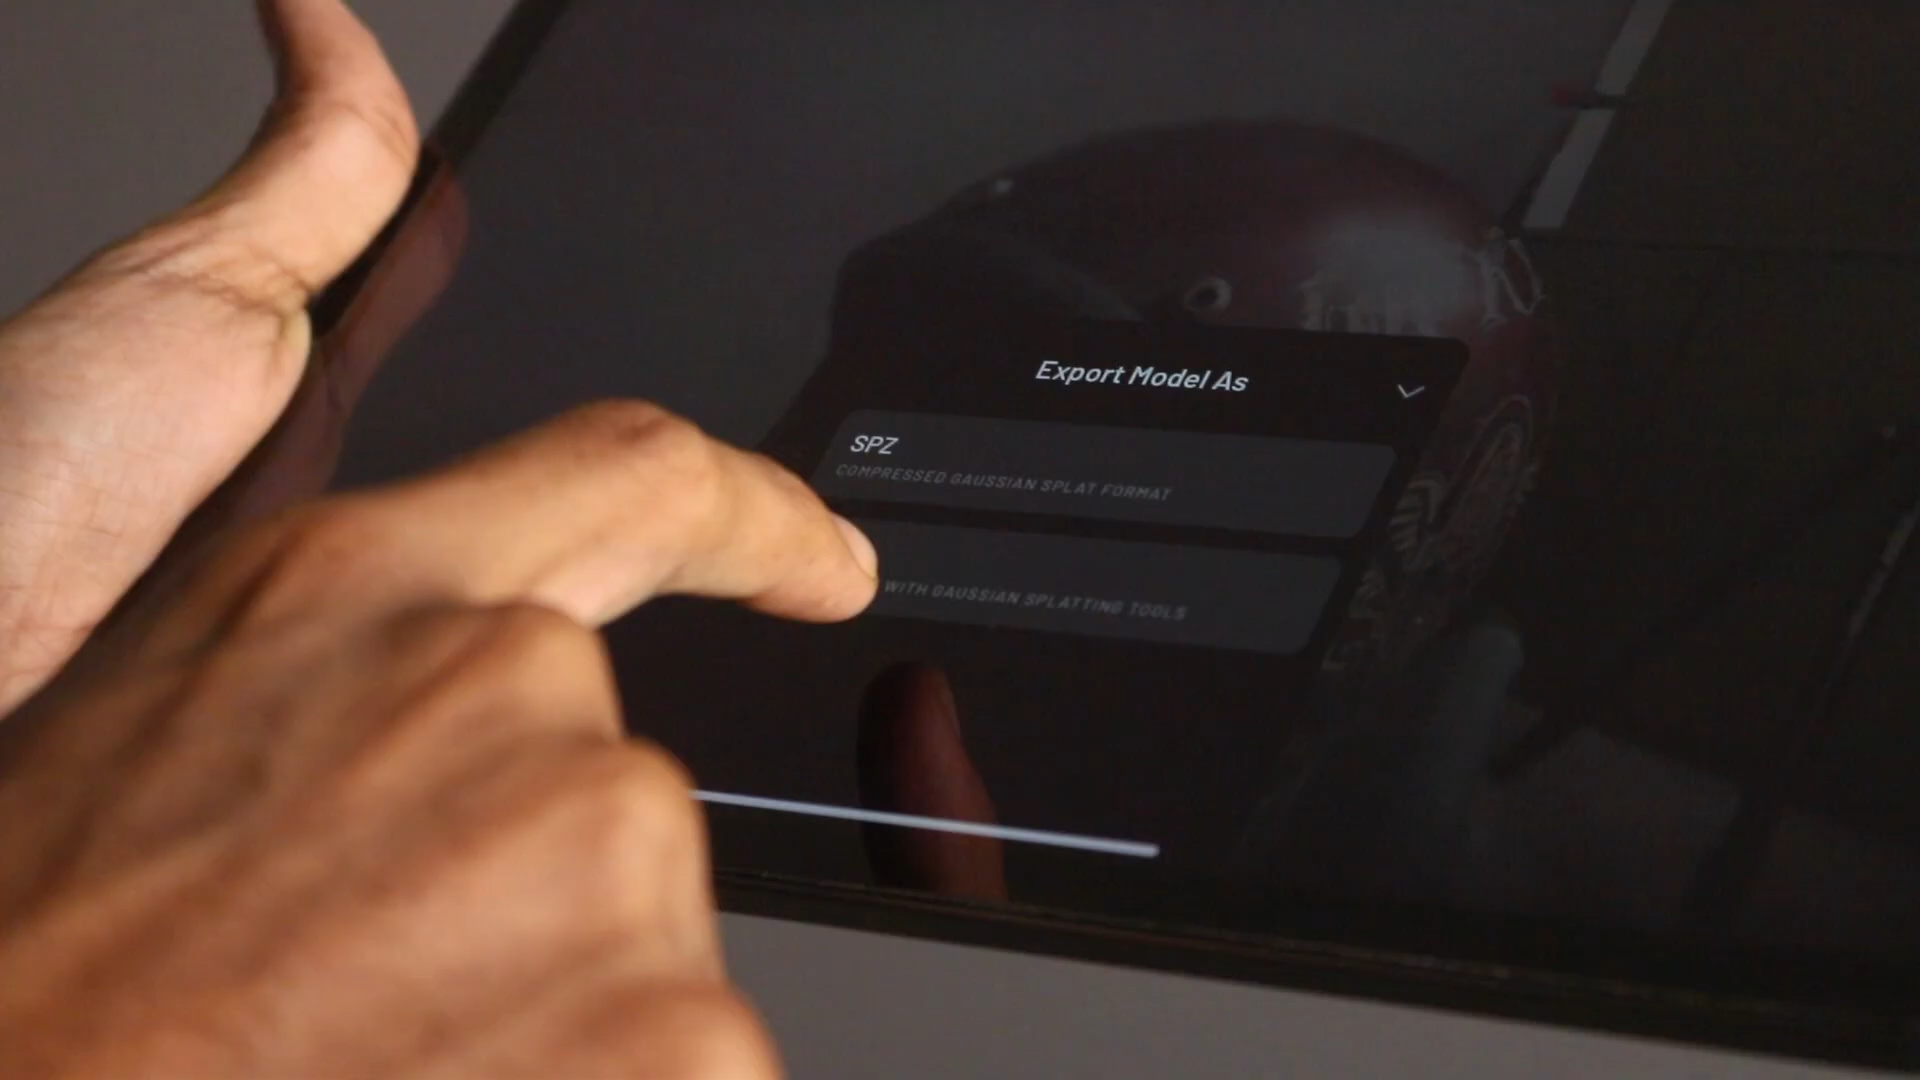 Export Model As
SPZ
COMPRESSED GAUSSIAN SPLAT FORMAT
WITH GAUSSIAN SPLATTING TOOLS